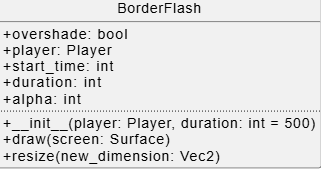 BorderFlash
+overshade: bool
+player: Player
+start_time: int
+duration: int
+alpha: int
+__init__(player: Player, duration: int = 500)
+draw(screen: Surface)
+resize(new_dimension: Vec2)